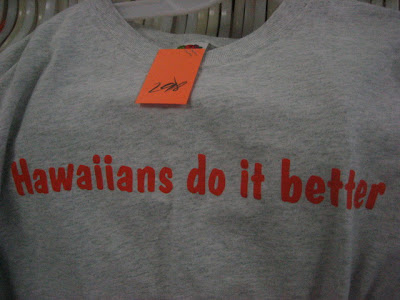 Hawaiians do it better